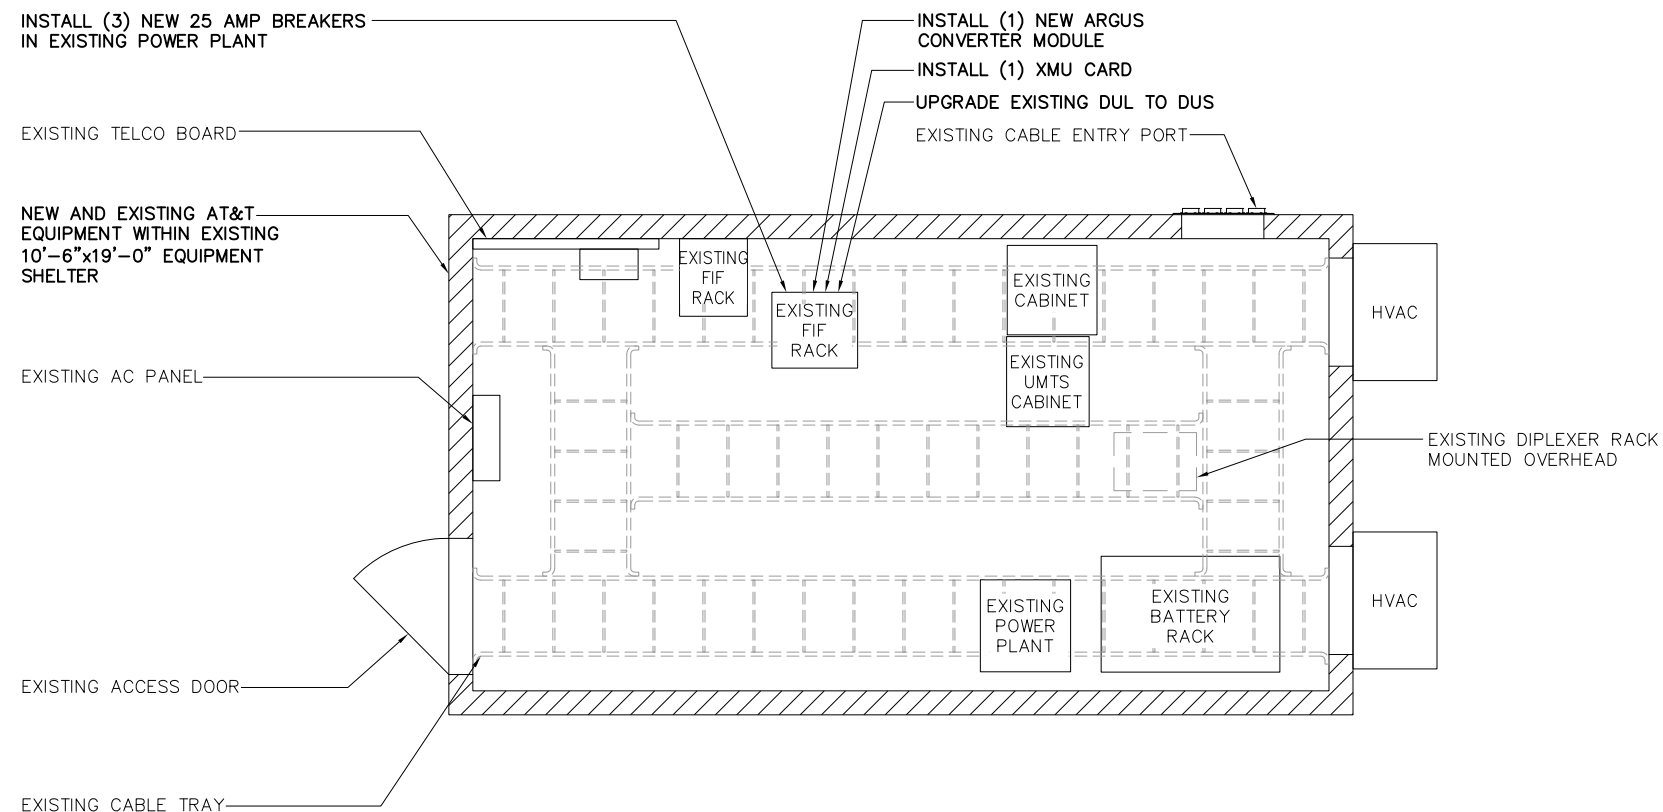 INSTALL (3) NEW 25 AMP BREAKERS
IN EXISTING POWER PLANT
INSTALL (1) NEW ARGUS
CONVERTER MODULE
INSTALL (1) XMU CARD
UPGRADE EXISTING DUL TO DUS
EXISTING CABLE ENTRY PORT
EXISTING TELCO BOARD
NEW AND EXISTING AT&T
EQUIPMENT WITHIN EXISTING
10'-6"x19'-0" EQUIPMENT
SHELTER
EXISTING
FIF
RACK
EXISTING
FIF
RACK
EXISTING
CABINET
HVAC
EXISTING
UMTS
CABINET
EXISTING AC PANEL
EXISTING DIPLEXER RACK
MOUNTED OVERHEAD
EXISTING
POWER
PLANT
EXISTING
BATTERY
RACK
HVAC
EXISTING ACCESS DOOR
EXISTING CABLE TRAY